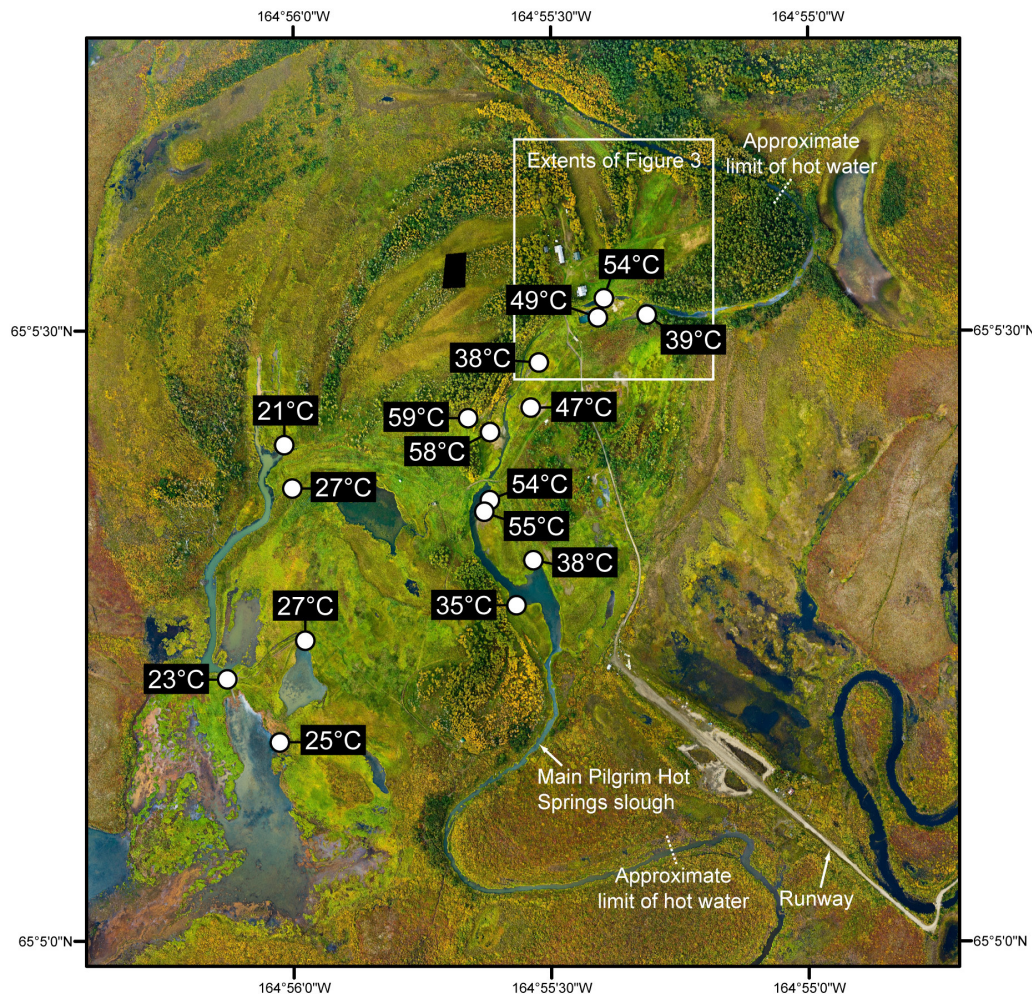 164°56'0"W
164°55'30"W
164°55'0"W
Extents of Figure 3
Approximate
limit of hot water
54°C
49°C
65°5'30"N
65°5'30"N
39°C
38°C
21°C
59°C
47°C
58°C
27°C
54°C
55°C
38°C
27°C
35°C
23°C
25°C
Main Pilgrim Hot
Springs slough
Approximate
limit of hot water
Runway
65°5'0"N
65°5'0"N
164°56'0"W
164°55'30"W
164°55'0"W